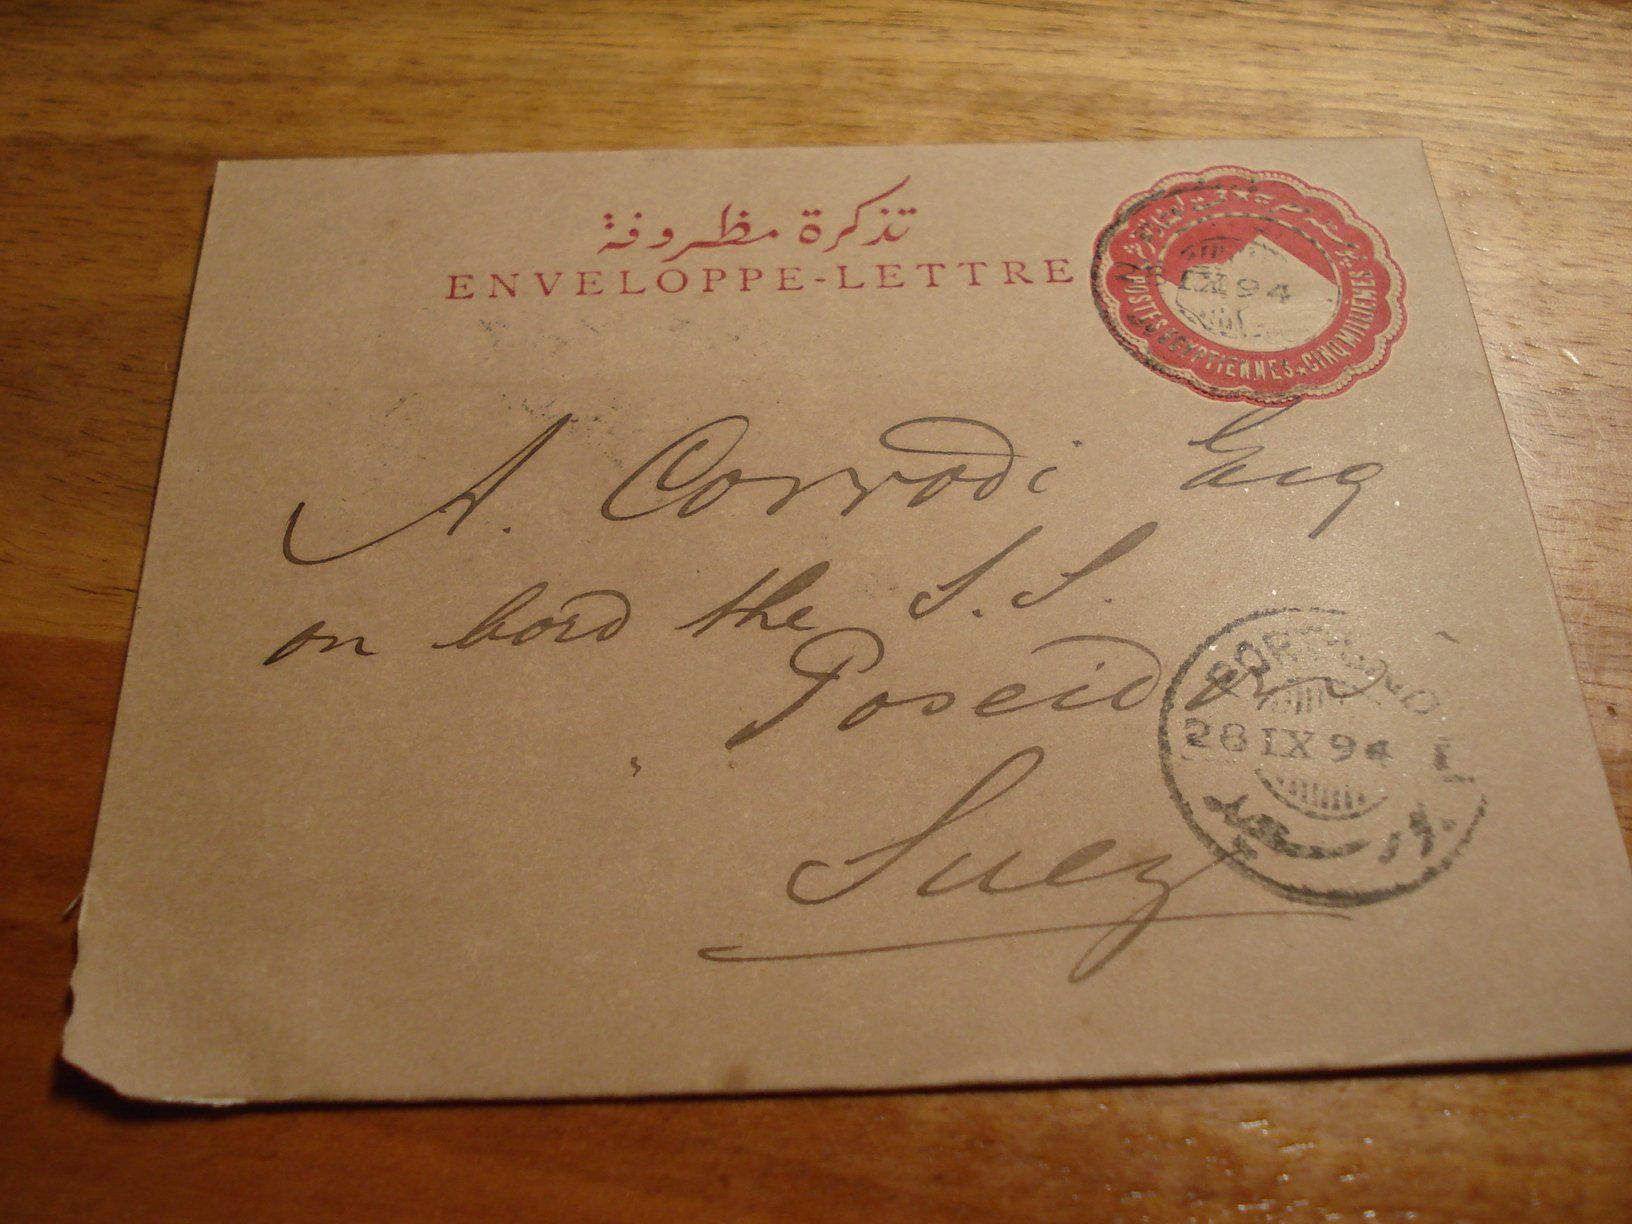 تذكرة مظروفة
ENVELOPPE-LETTRE
POSTES EGYPTIENNES CINQ MILLIEMES
IX 94
A. Corrodi Esq
on bord the S.S.
Poseidon
Suez
PORT
28 IX 94